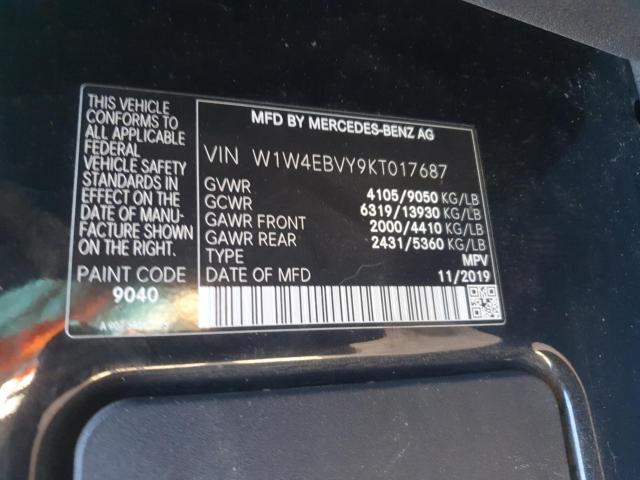 THIS VEHICLE
CONFORMS TO
ALL APPLICABLE
FEDERAL
VEHICLE SAFETY
STANDARDS IN
EFFECT ON THE
DATE OF MANU-
FACTURE SHOWN
ON THE RIGHT.
PAINT CODE
9040
MFD BY MERCEDES-BENZ AG
VIN W1W4EBVY9KT017687
GVWR 4105/9050 KG/LB
GCWR 6319/13930 KG/LB
GAWR FRONT 2000/4410 KG/LB
GAWR REAR 2431/5360 KG/LB
TYPE MPV
DATE OF MFD 11/2019